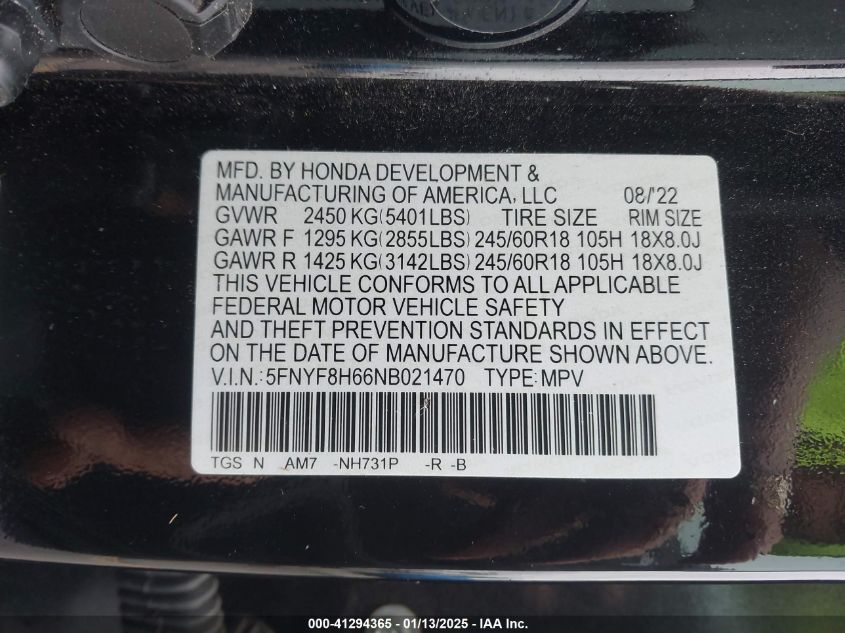 MFD. BY HONDA DEVELOPMENT &
MANUFACTURING OF AMERICA, LLC 08/'22
GVWR 2450 KG(5401LBS) TIRE SIZE RIM SIZE
GAWR F 1295 KG(2855LBS) 245/60R18 105H 18X8.0J
GAWR R 1425 KG(3142LBS) 245/60R18 105H 18X8.0J
THIS VEHICLE CONFORMS TO ALL APPLICABLE
FEDERAL MOTOR VEHICLE SAFETY
AND THEFT PREVENTION STANDARDS IN EFFECT
ON THE DATE OF MANUFACTURE SHOWN ABOVE.
V.I.N.: 5FNYF8H66NB021470 TYPE: MPV
TGS N AM7 -NH731P -R -B
000-41294365 - 01/13/2025 - IAA Inc.